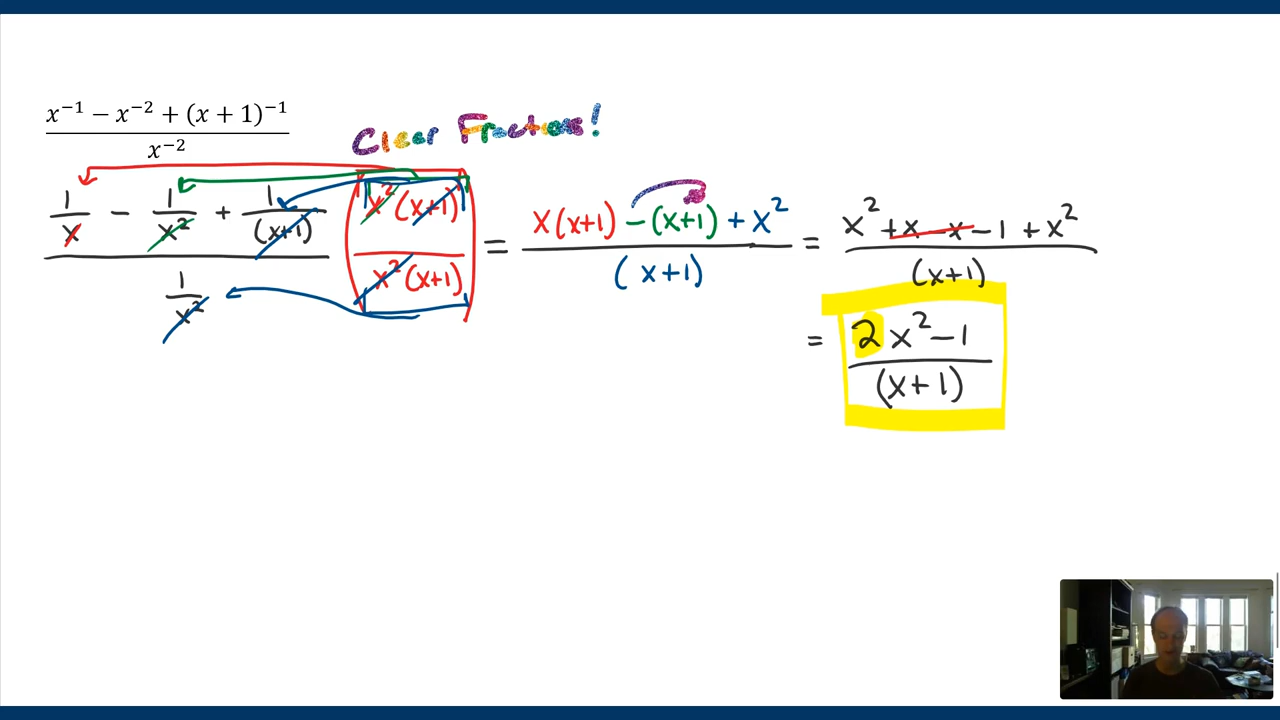 x⁻¹ − x⁻² + (x + 1)⁻¹
x⁻²
Clear Fractions!
1/x − 1/x² + 1/(x+1) x²(x+1) = x(x+1) −(x+1) + x² = x² +x −x −1 + x²
1/x² x²(x+1) (x+1) (x+1)
= 2x² −1
(x+1)